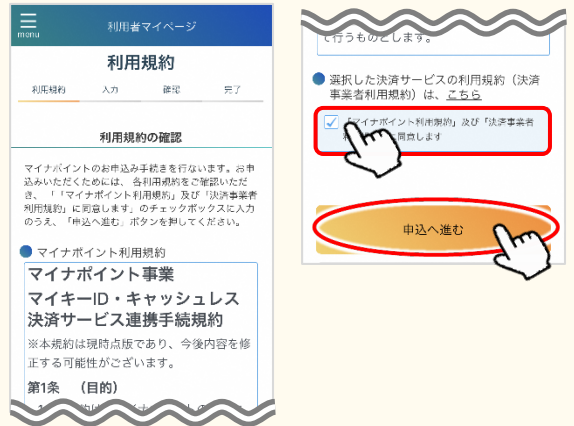 menu
利用者マイページ
利用規約
利用規約 入力 確認 完了
利用規約の確認
マイナポイントのお申込み手続きを行ないます。お申
込みいただくためには、 各利用規約をご確認いただ
き、 「「マイナポイント利用規約」及び「決済事業者
利用規約」に同意します」のチェックボックスに入力
のうえ、「申込へ進む」ボタンを押してください。
マイナポイント利用規約
マイナポイント事業
マイキーID・キャッシュレス
決済サービス連携手続規約
※本規約は現時点版であり、今後内容を修
正する可能性がございます。
第1条 （目的）
て行うものとします。
選択した決済サービスの利用規約（決済
事業者利用規約）は、こちら
「マイナポイント利用規約」及び「決済事業者
に同意します
申込へ進む